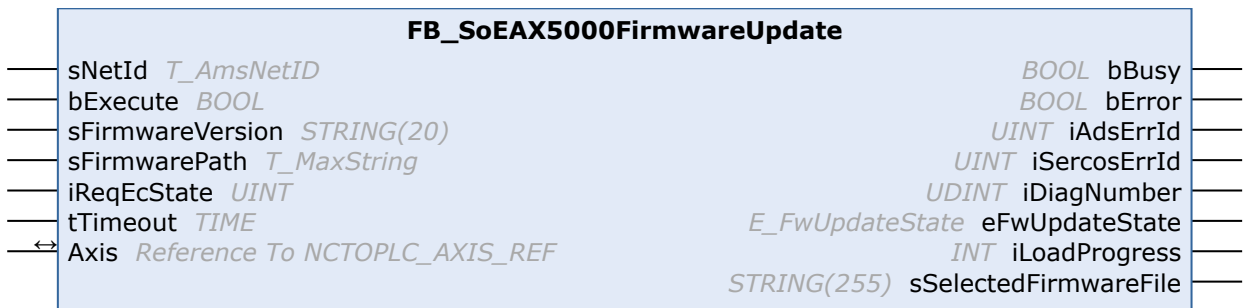 FB_SoEAX5000FirmwareUpdate
sNetId T_AmsNetID BOOL bBusy
bExecute BOOL BOOL bError
sFirmwareVersion STRING(20) UINT iAdsErrId
sFirmwarePath T_MaxString UINT iSercosErrId
iReqEcState UINT UDINT iDiagNumber
tTimeout TIME E_FwUpdateState eFwUpdateState
↔ Axis Reference To NCTOPLC_AXIS_REF INT iLoadProgress
STRING(255) sSelectedFirmwareFile